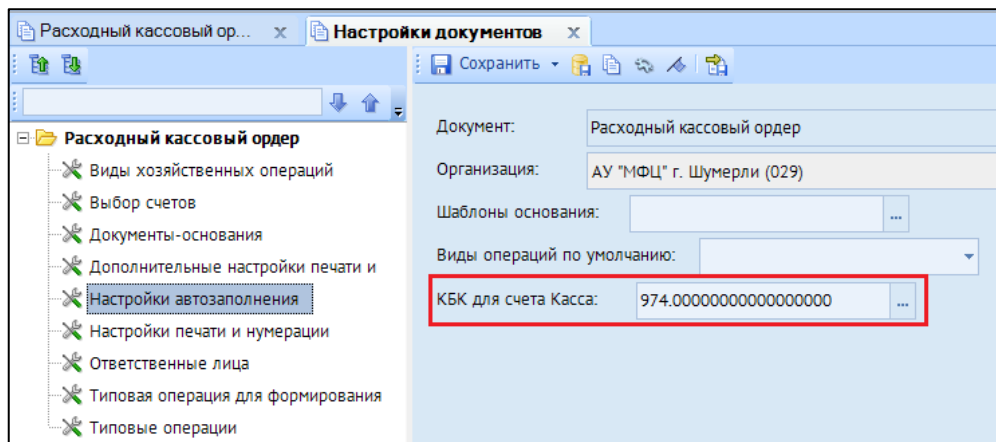 Расходный кассовый ор... x Настройки документов x
Сохранить
Расходный кассовый ордер
Виды хозяйственных операций
Выбор счетов
Документы-основания
Дополнительные настройки печати и
Настройки автозаполнения
Настройки печати и нумерации
Ответственные лица
Типовая операция для формирования
Типовые операции
Документ: Расходный кассовый ордер
Организация: АУ "МФЦ" г. Шумерли (029)
Шаблоны основания: ...
Виды операций по умолчанию:
КБК для счета Касса: 974.00000000000000000 ...